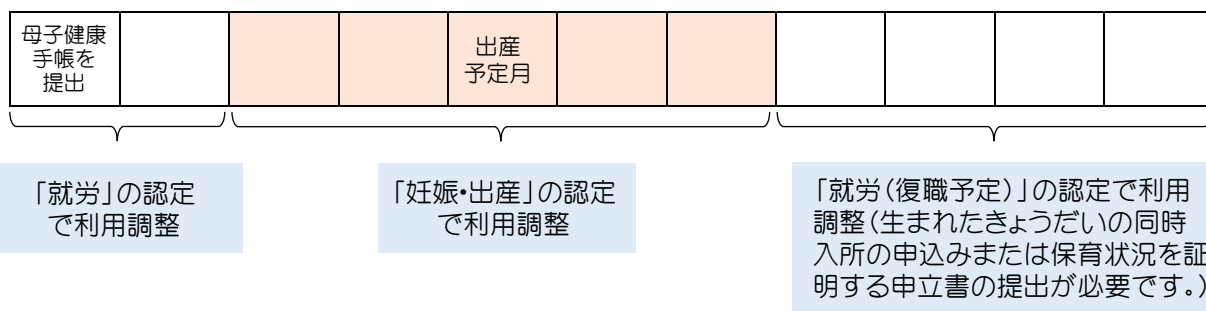 母子健康
手帳を
提出
出産
予定月
「就労」の認定
で利用調整
「妊娠・出産」の認定
で利用調整
「就労(復職予定)」の認定で利用
調整(生まれたきょうだいの同時
入所の申込みまたは保育状況を証
明する申立書の提出が必要です。)